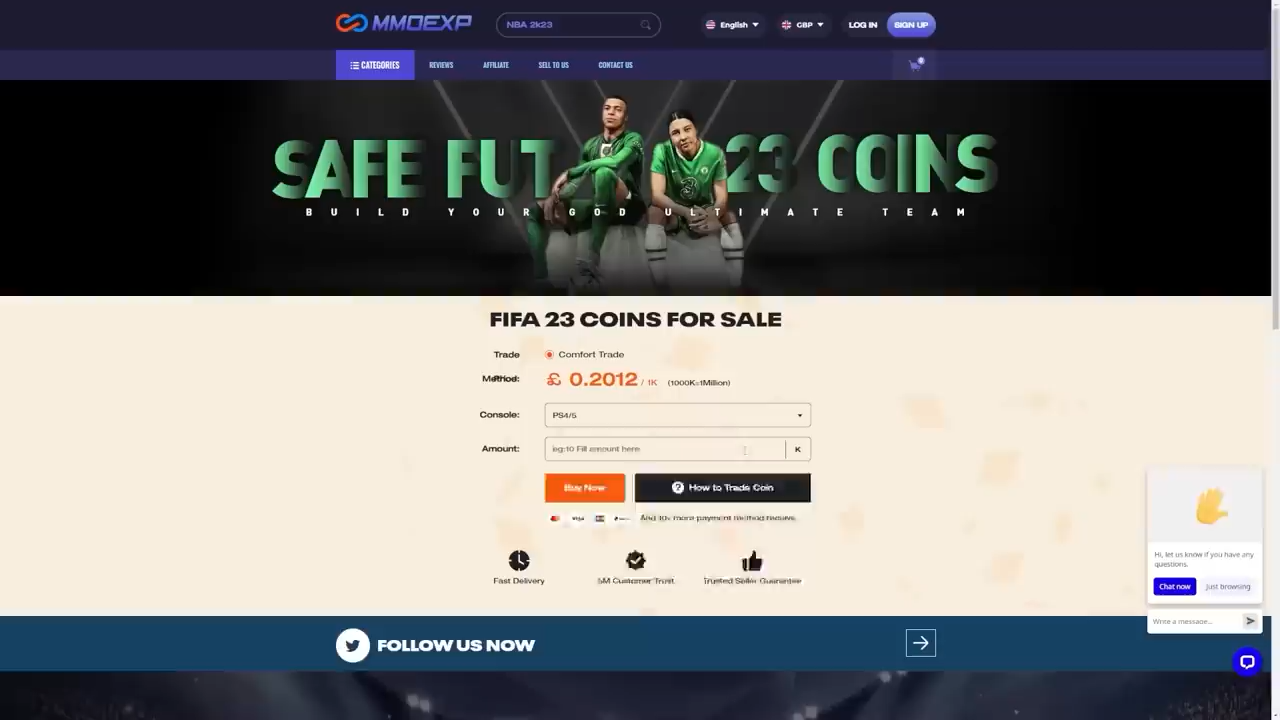 MMOEXP
NBA 2k23
English
GBP
LOG IN
SIGN UP
CATEGORIES
REVIEWS
AFFILIATE
SELL TO US
CONTACT US
0
SAFE FUT 23 COINS
BUILD YOUR GOD ULTIMATE TEAM
FIFA 23 COINS FOR SALE
Trade
Comfort Trade
£ 0.2012 / 1K (1000K=1Million)
Console:
PS4/5
Amount:
eg:10 Fill amount here
K
Buy Now
How to Trade Coin
VISA
And 10+ more payment method receive.
Fast Delivery
Customer Trust
Trusted Seller Guarantee
Hi, let us know if you have any
questions.
Chat now
Just browsing
Write a message...
FOLLOW US NOW